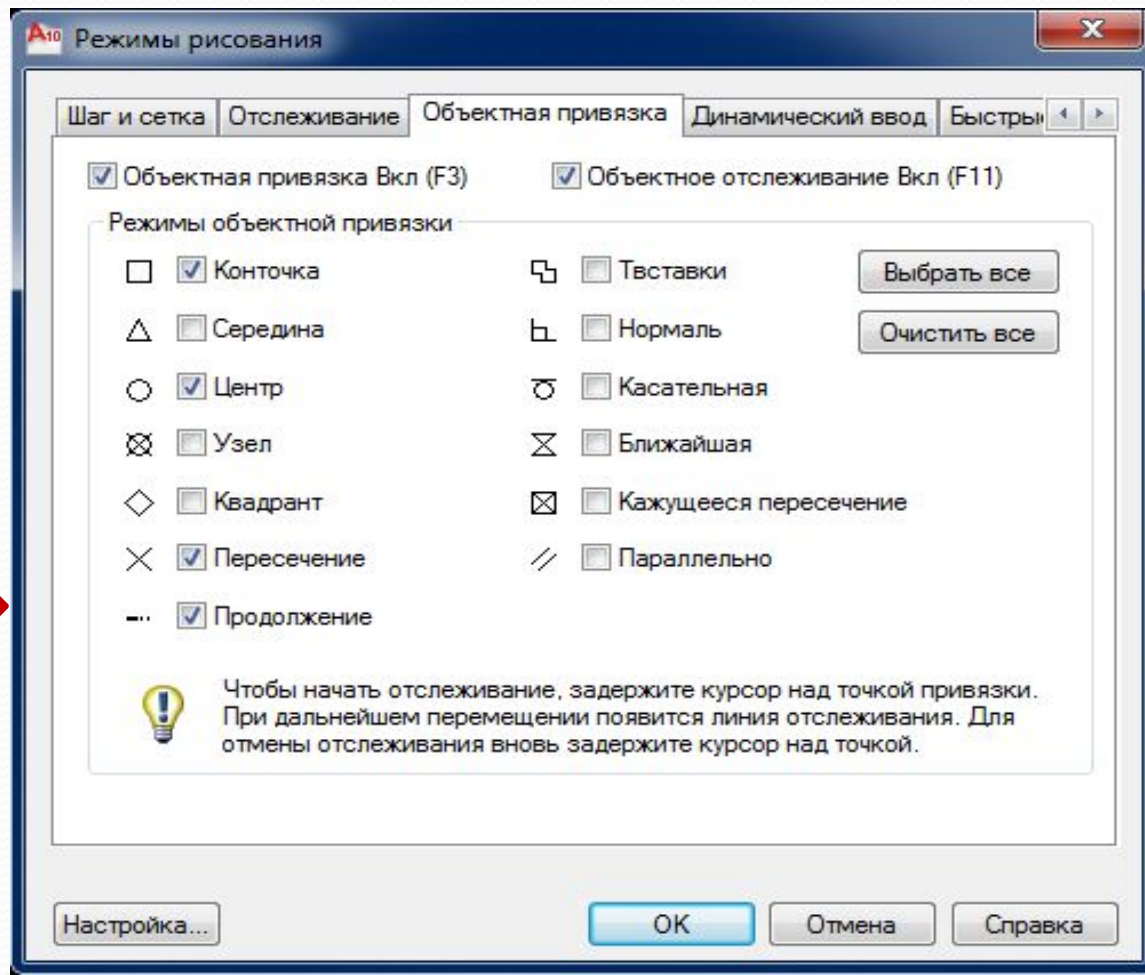 A10 Режимы рисования
Шаг и сетка Отслеживание Объектная привязка Динамический ввод Быстры
Объектная привязка Вкл (F3) Объектное отслеживание Вкл (F11)
Режимы объектной привязки
Конточка Твставки Выбрать все
Середина Нормаль Очистить все
Центр Касательная
Узел Ближайшая
Квадрант Кажущееся пересечение
Пересечение Параллельно
Продолжение
Чтобы начать отслеживание, задержите курсор над точкой привязки.
При дальнейшем перемещении появится линия отслеживания. Для
отмены отслеживания вновь задержите курсор над точкой.
Настройка... OK Отмена Справка